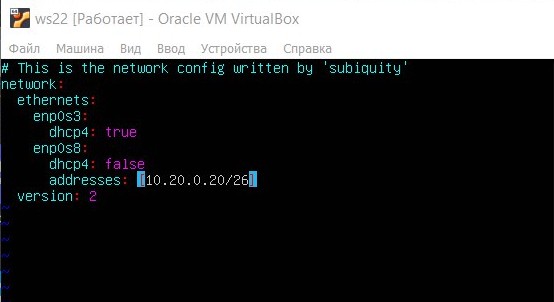 ws22 [Работает] - Oracle VM VirtualBox
Файл Машина Вид Ввод Устройства Справка
# This is the network config written by 'subiquity'
network:
  ethernets:
    enp0s3:
      dhcp4: true
    enp0s8:
      dhcp4: false
      addresses: [10.20.0.20/26]
  version: 2
~
~
~
~
~
~